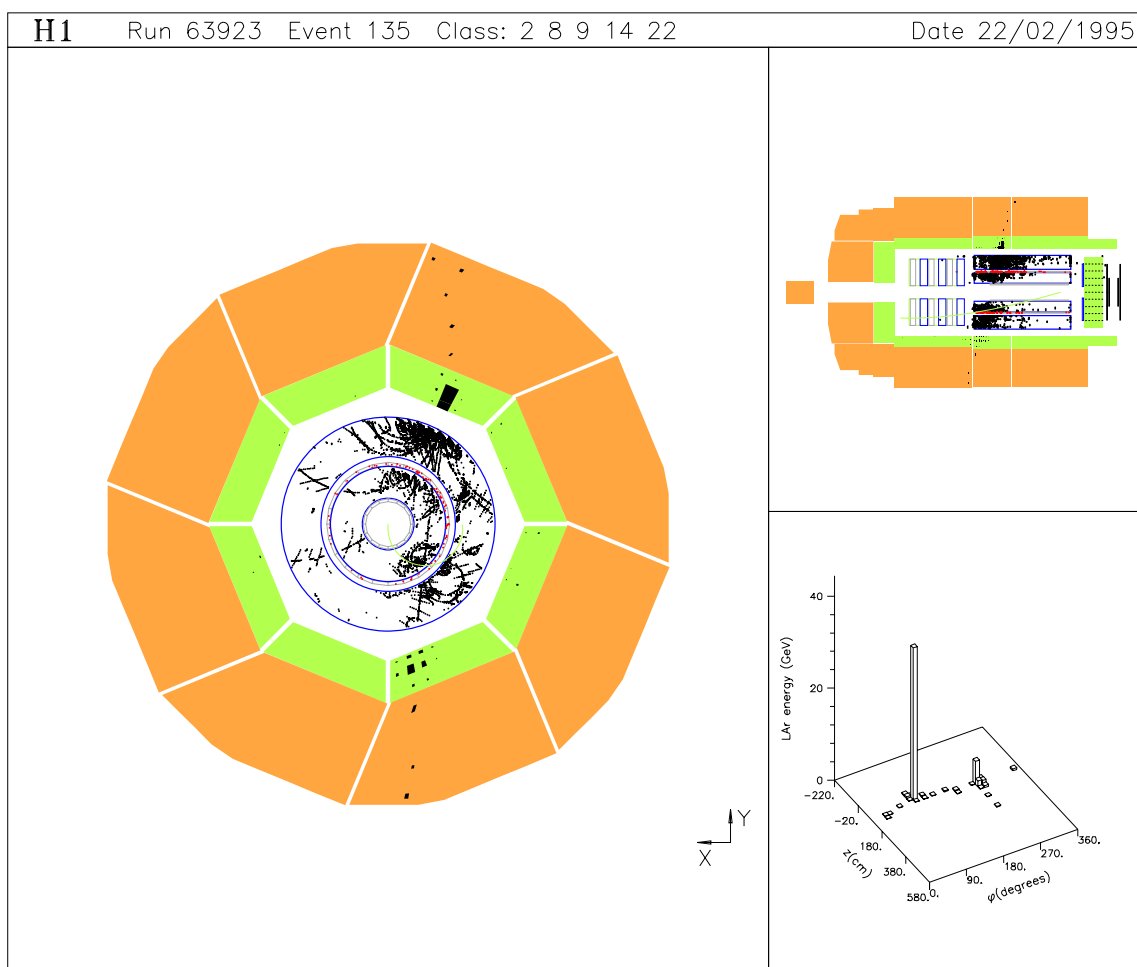 H1 Run 63923 Event 135 Class: 2 8 9 14 22 Date 22/02/1995
Y
X
LAr energy (GeV)
40
20
0
-220.
-20.
180.
380.
580.
z(cm)
0.
90.
180.
270.
360.
φ(degrees)